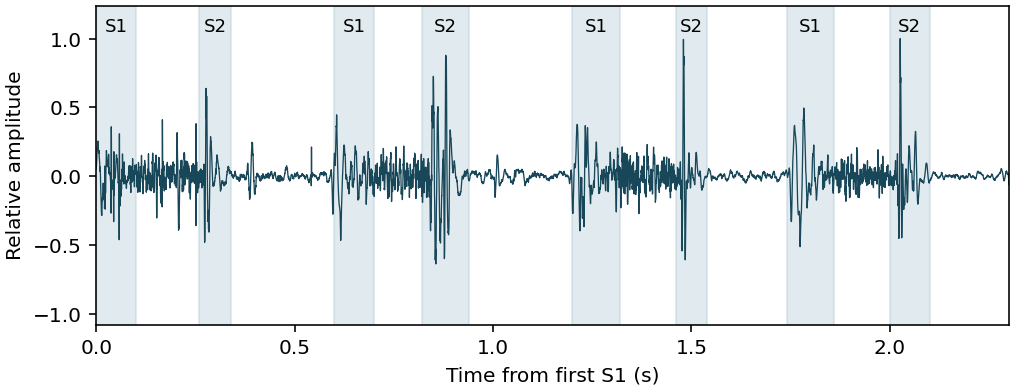 S1 S2 S1 S2 S1 S2 S1 S2
1.0
0.5
0.0
−0.5
−1.0
Relative amplitude
0.0 0.5 1.0 1.5 2.0
Time from first S1 (s)